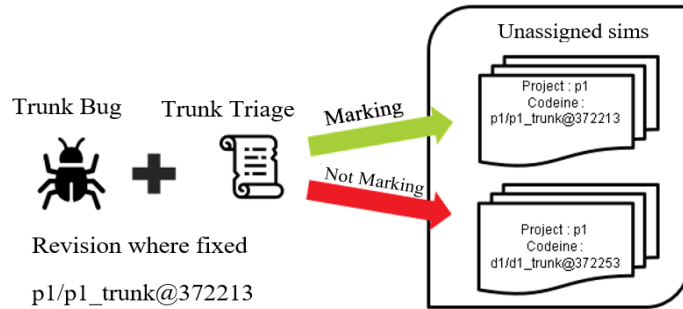 Unassigned sims
Project : p1
Codeine :
p1/p1_trunk@372213
Trunk Bug
Trunk Triage
Marking
Not Marking
Project : p1
Codeine :
d1/d1_trunk@372253
Revision where fixed
p1/p1_trunk@372213